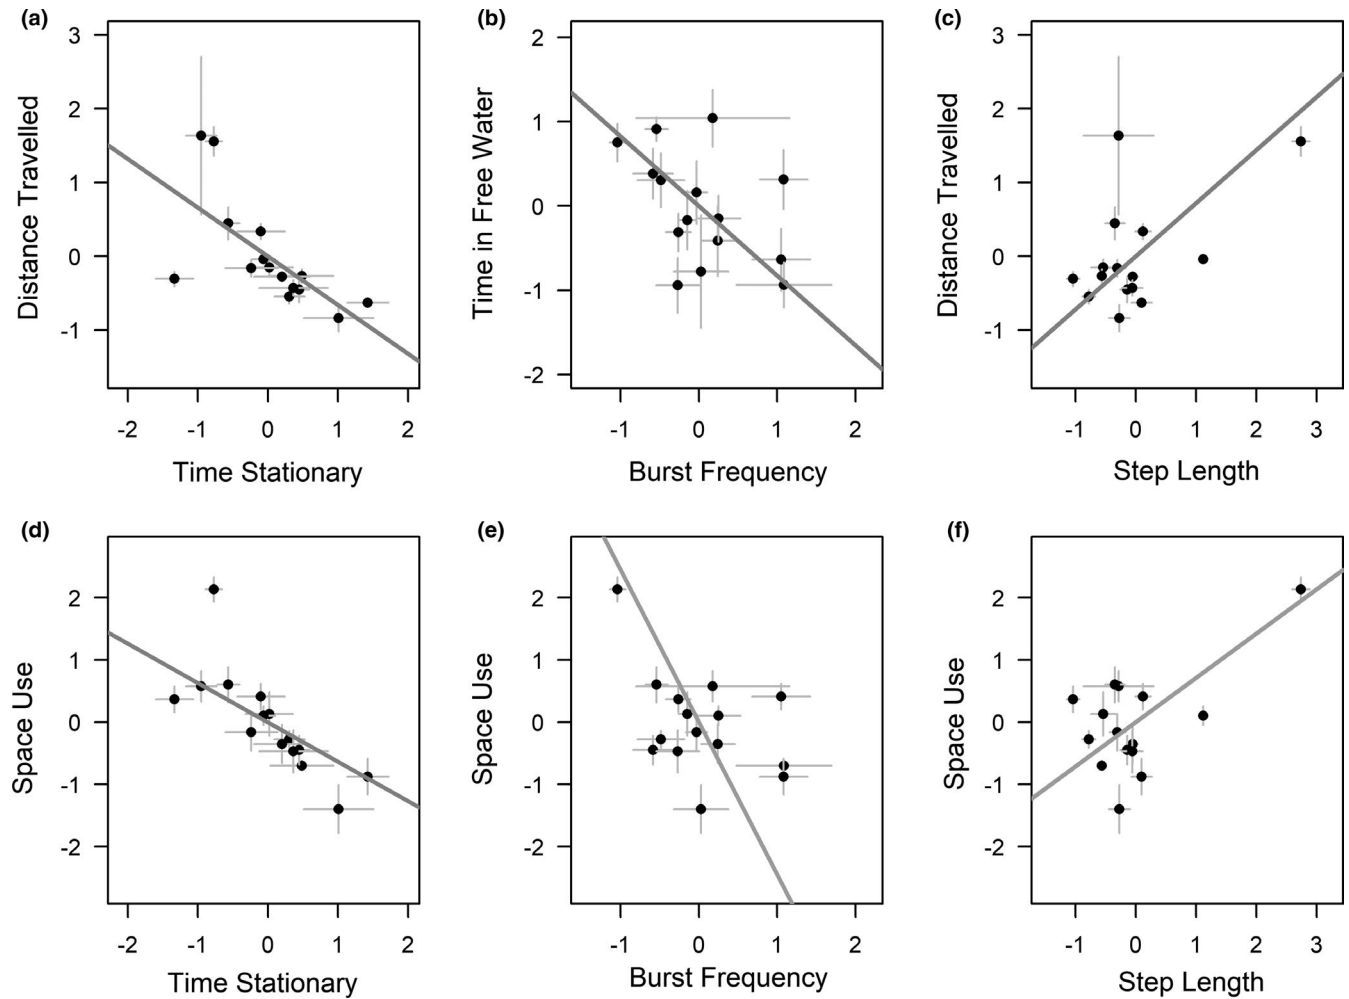 (a) (b) (c)
3 2 3
2 1 2
1 0 1
0 -1 0
-1 -2 -1
Distance Travelled Time in Free Water Distance Travelled
-2 -1 0 1 2 -1 0 1 2 -1 0 1 2 3
Time Stationary Burst Frequency Step Length
(d) (e) (f)
2 2 2
1 1 1
0 0 0
-1 -1 -1
-2 -2 -2
Space Use Space Use Space Use
-2 -1 0 1 2 -1 0 1 2 -1 0 1 2 3
Time Stationary Burst Frequency Step Length